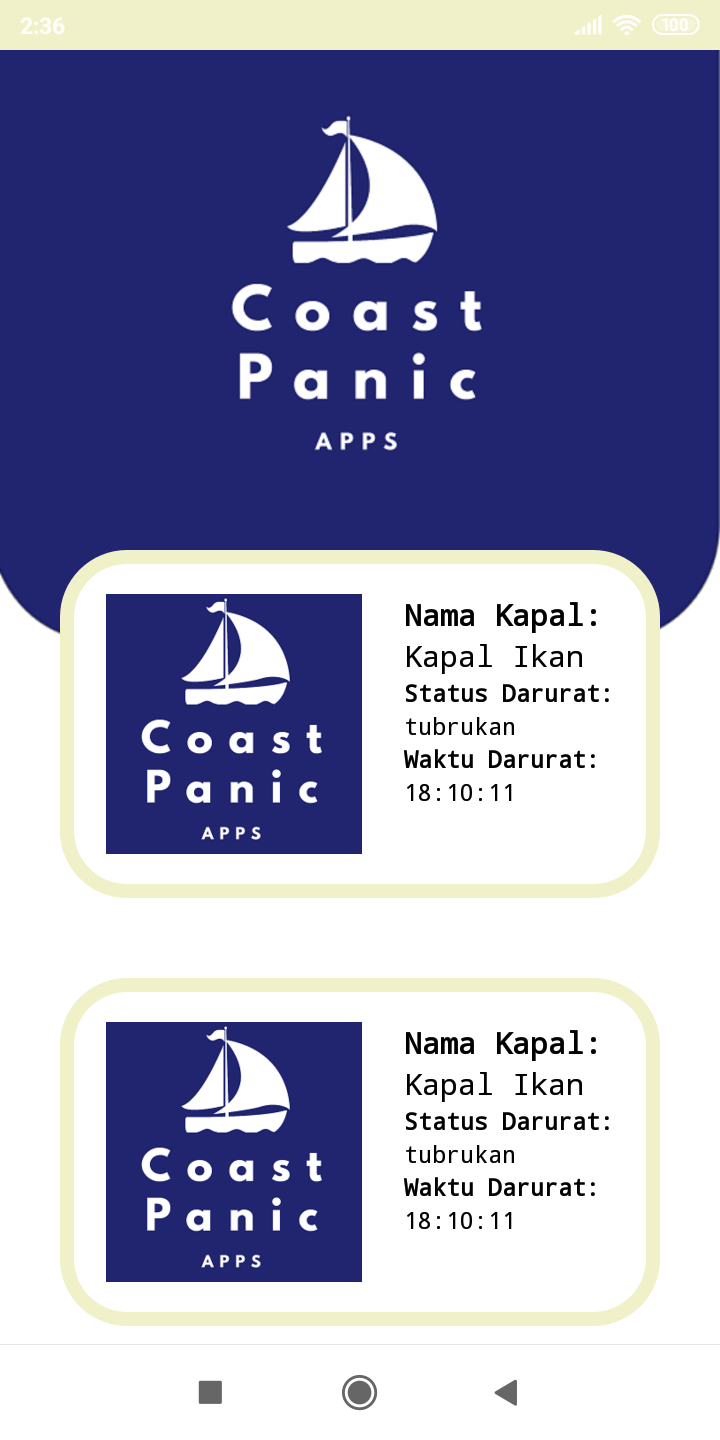 2:36
100
Coast
Panic
APPS
Coast
Panic
APPS
Nama Kapal:
Kapal Ikan
Status Darurat:
tubrukan
Waktu Darurat:
18:10:11
Coast
Panic
APPS
Nama Kapal:
Kapal Ikan
Status Darurat:
tubrukan
Waktu Darurat:
18:10:11